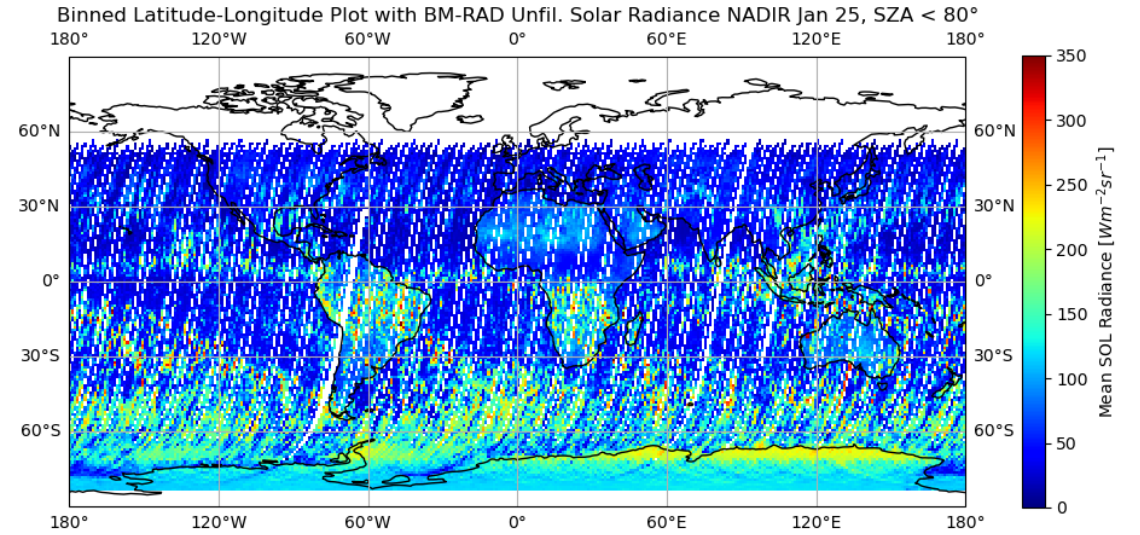 Binned Latitude-Longitude Plot with BM-RAD Unfil. Solar Radiance NADIR Jan 25, SZA < 80°
180° 120°W 60°W 0° 60°E 120°E 180°
350
60°N 60°N
300
250
30°N 30°N
200
0° 0°
150
30°S 30°S
100
60°S 60°S
50
0
Mean SOL Radiance [Wm⁻²sr⁻¹]
180° 120°W 60°W 0° 60°E 120°E 180°